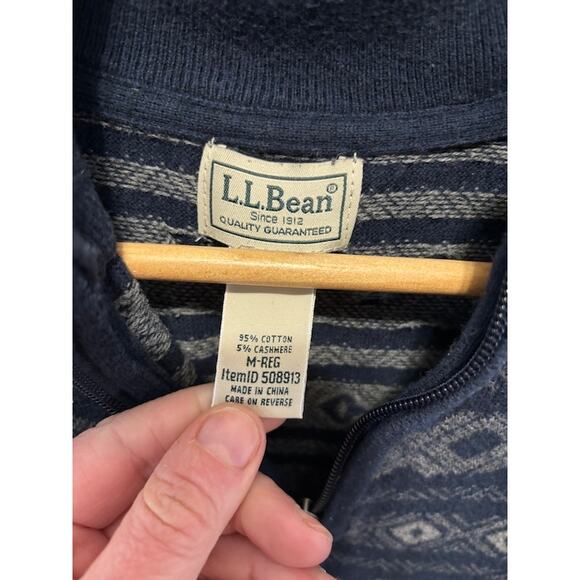 L.L.Bean®
Since 1912
QUALITY GUARANTEED
95% COTTON
5% CASHMERE
M-REG
ItemID 508913
MADE IN CHINA
CARE ON REVERSE